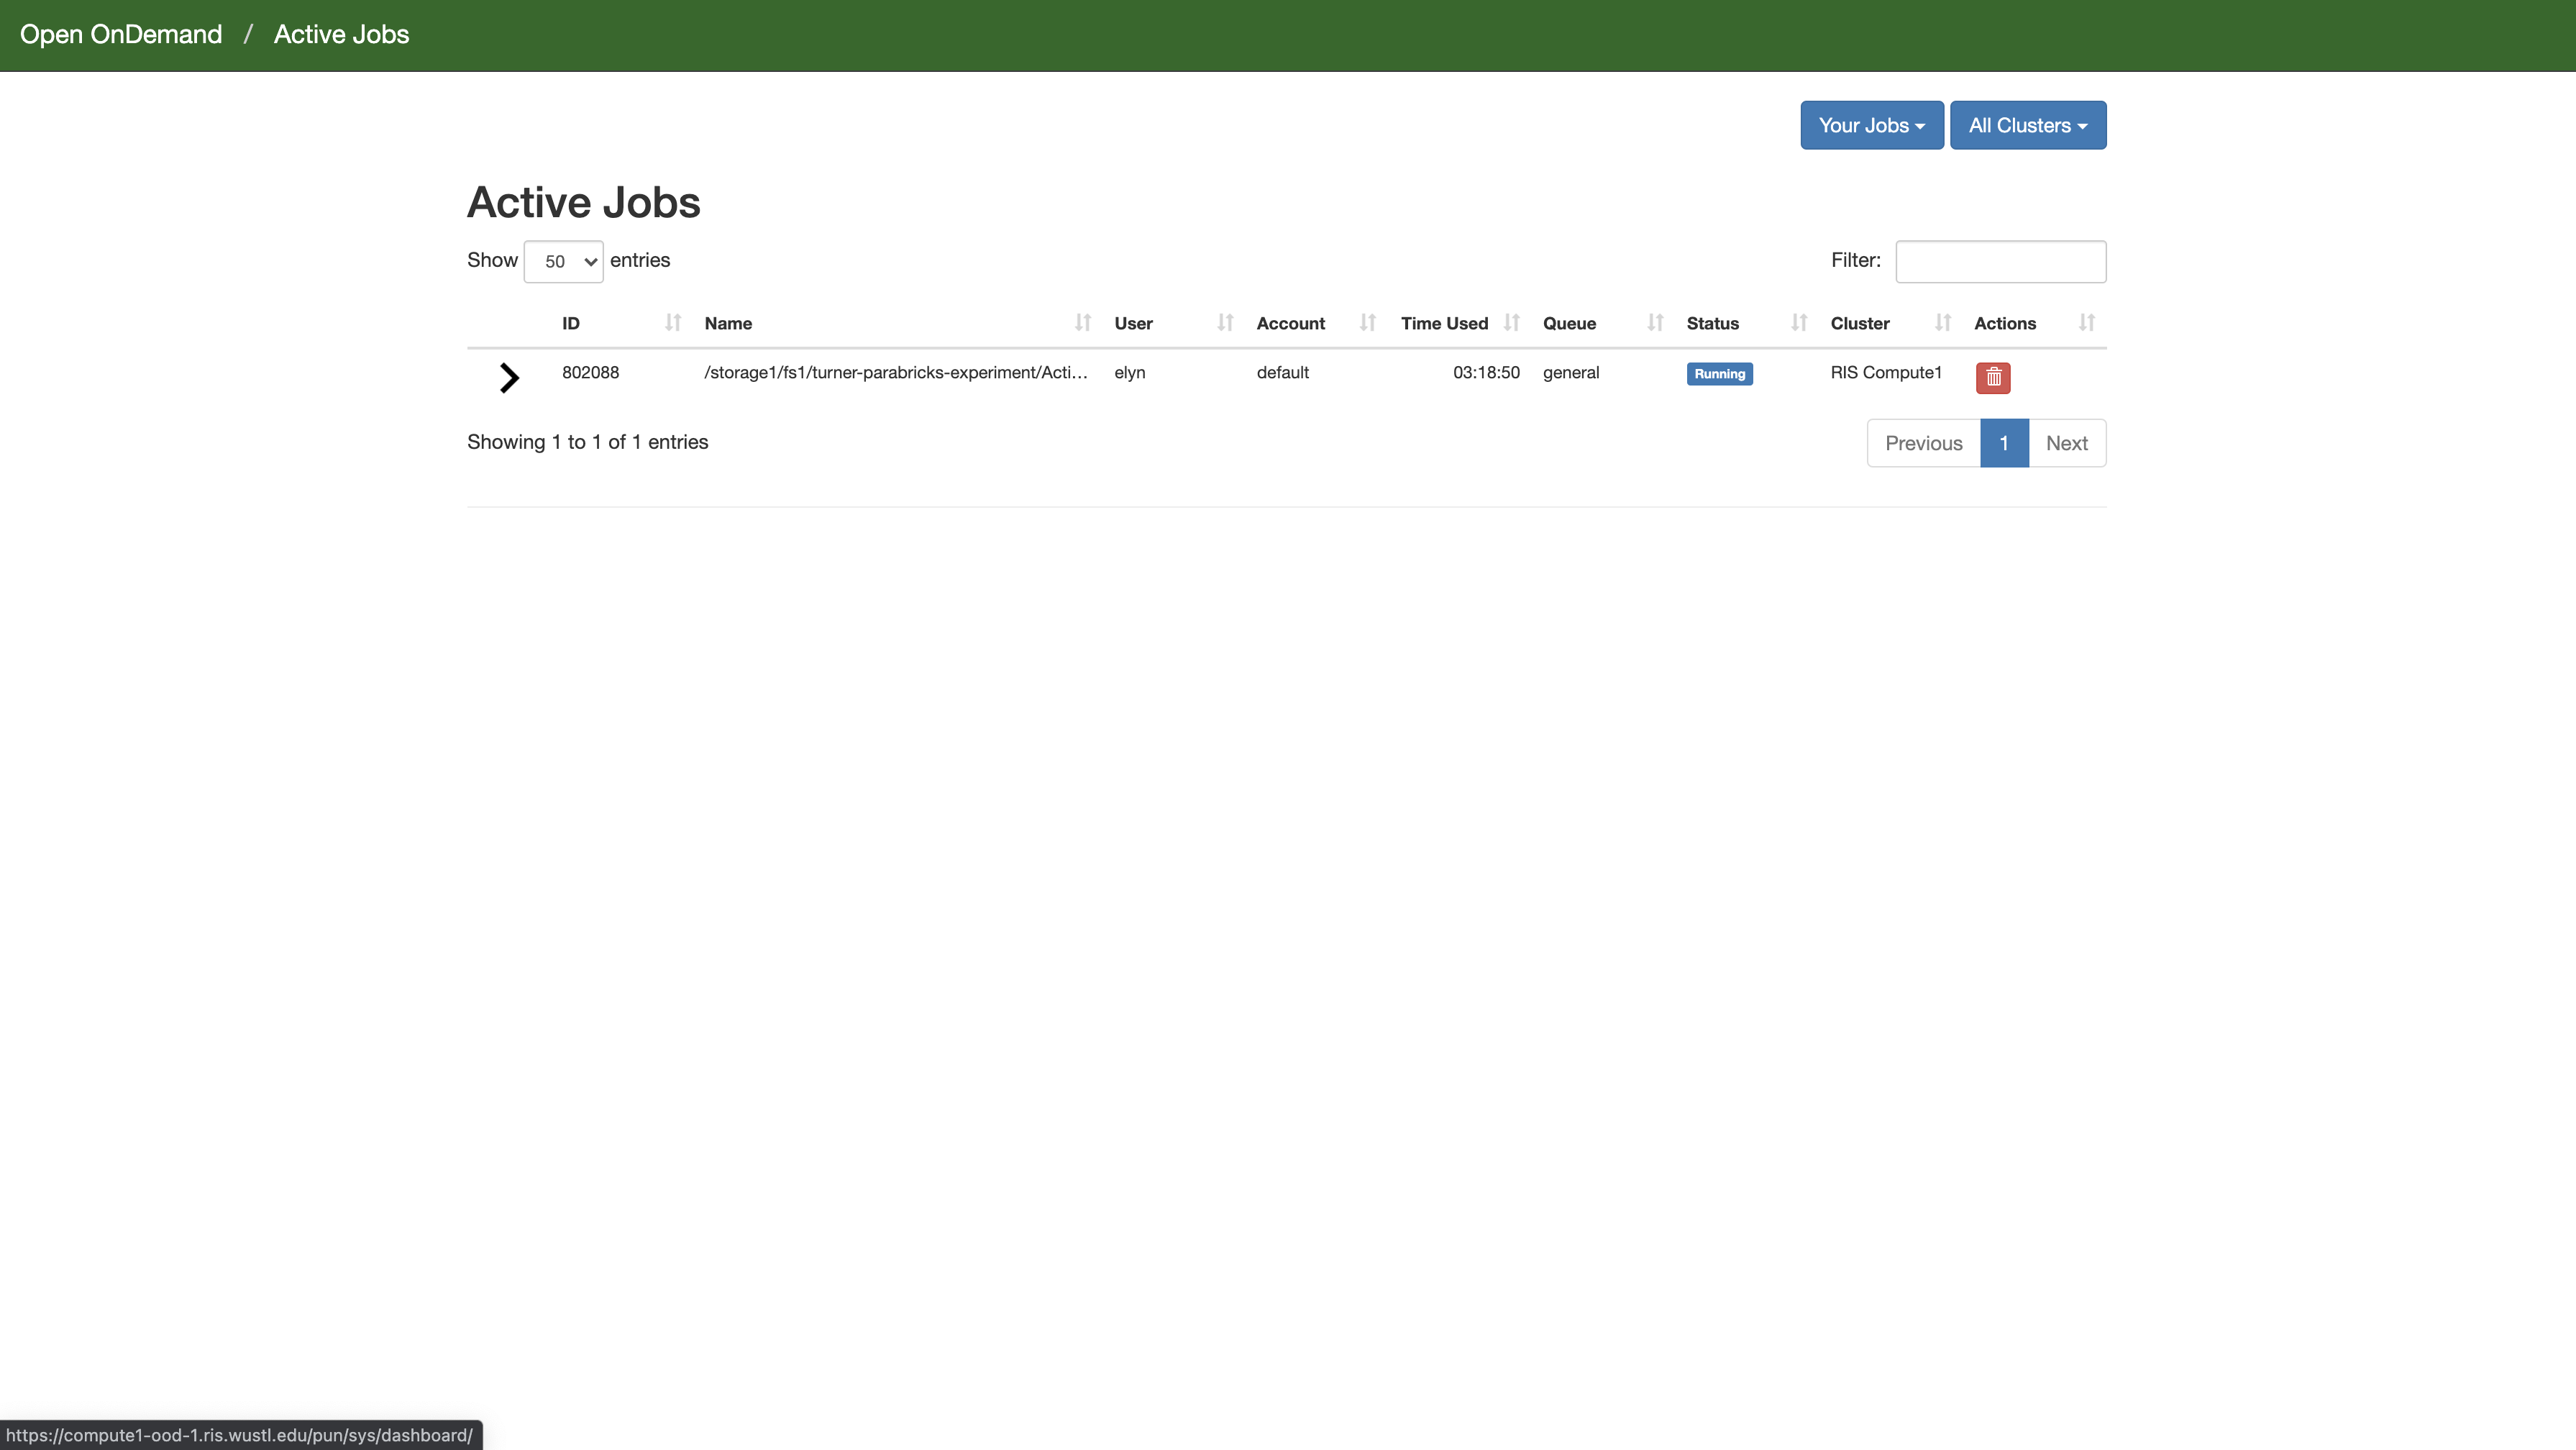 Open OnDemand / Active Jobs
Your Jobs All Clusters
Active Jobs
Show 50 entries Filter:
ID Name User Account Time Used Queue Status Cluster Actions
802088 /storage1/fs1/turner-parabricks-experiment/Acti... elyn default 03:18:50 general Running RIS Compute1
Showing 1 to 1 of 1 entries Previous 1 Next
https://compute1-ood-1.ris.wustl.edu/pun/sys/dashboard/